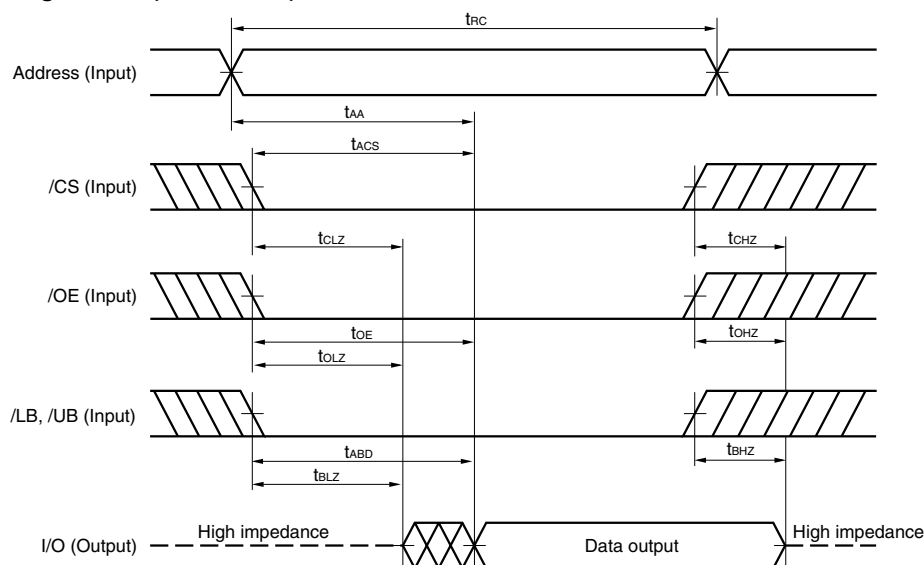 tRC
Address (Input)
tAA
tACS
/CS (Input)
tCLZ
tCHZ
/OE (Input)
tOE
tOHZ
tOLZ
/LB, /UB (Input)
tABD
tBHZ
tBLZ
I/O (Output)
High impedance
Data output
High impedance